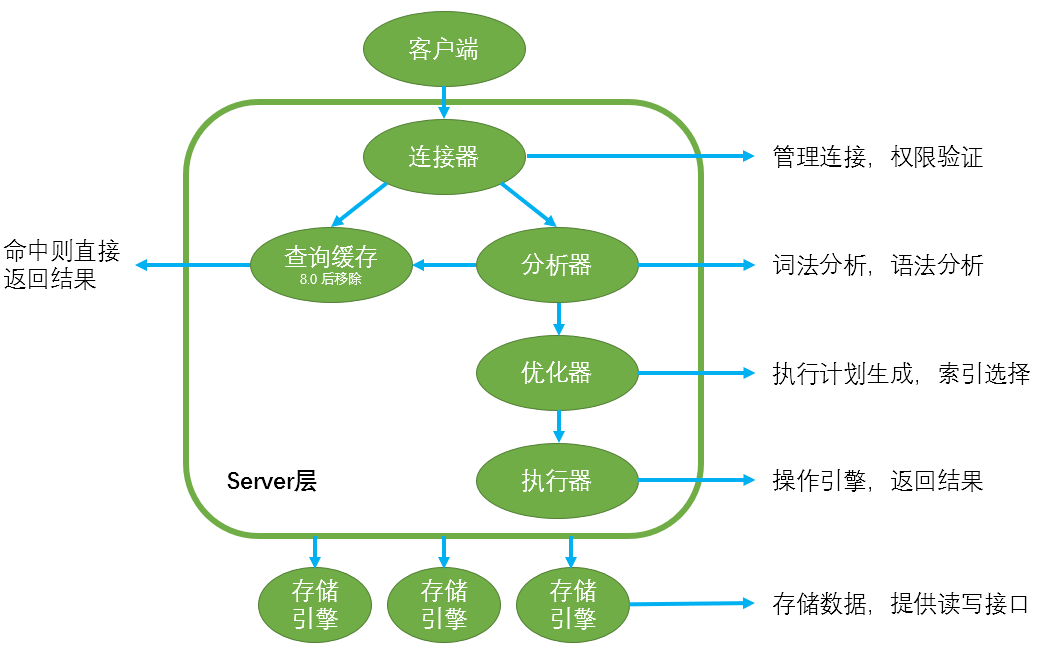 客户端
连接器
管理连接，权限验证
命中则直接
返回结果
查询缓存
8.0 后移除
分析器
词法分析，语法分析
优化器
执行计划生成，索引选择
Server层
执行器
操作引擎，返回结果
存储
引擎
存储
引擎
存储
引擎
存储数据，提供读写接口